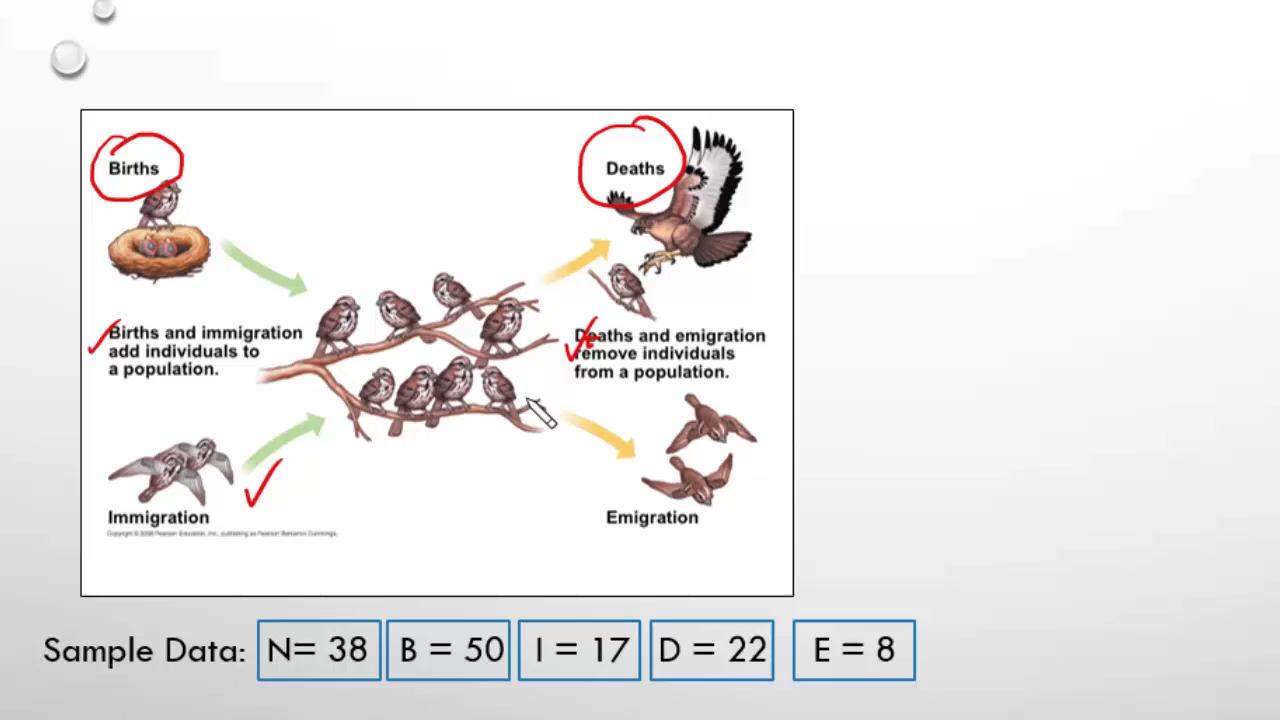 Births
Deaths
Births and immigration
add individuals to
a population.
Deaths and emigration
remove individuals
from a population.
Immigration
Emigration
Copyright © 2008 Pearson Education, Inc., publishing as Pearson Benjamin Cummings.
Sample Data: N= 38 B = 50 I = 17 D = 22 E = 8